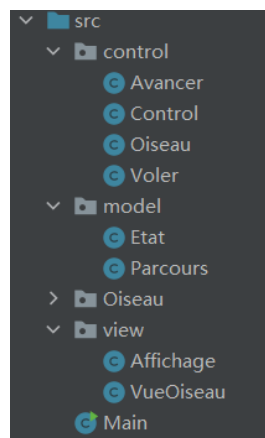 src
control
Avancer
Control
Oiseau
Voler
model
Etat
Parcours
Oiseau
view
Affichage
VueOiseau
Main